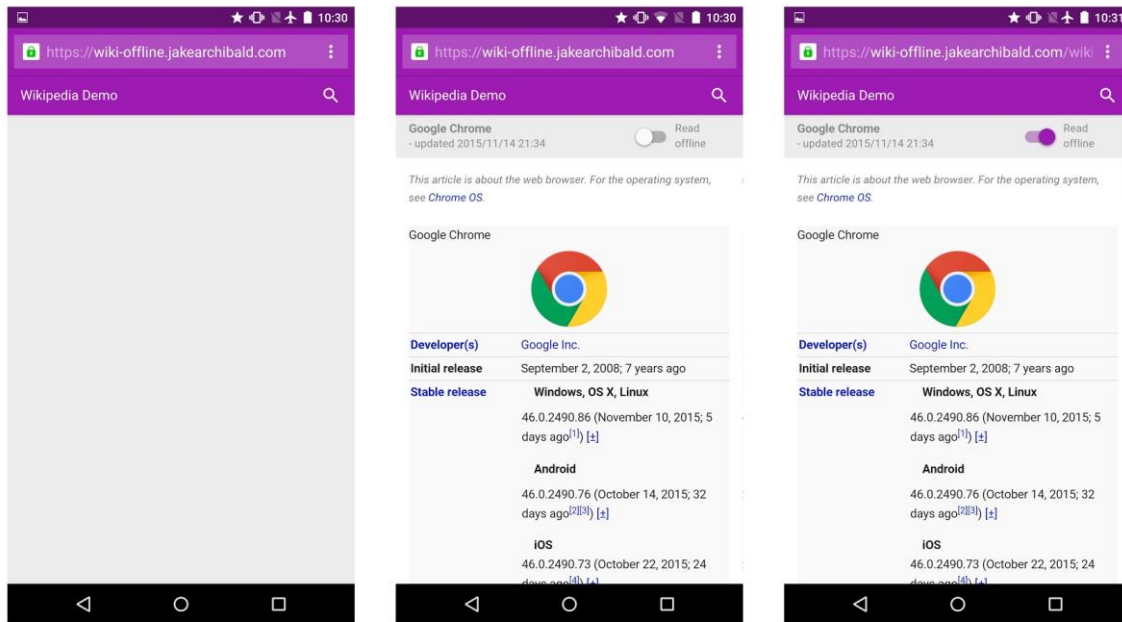 10:30
https://wiki-offline.jakearchibald.com
Wikipedia Demo
10:30
https://wiki-offline.jakearchibald.com
Wikipedia Demo
Google Chrome
- updated 2015/11/14 21:34
Read
offline
This article is about the web browser. For the operating system,
see Chrome OS.
Google Chrome
Developer(s) Google Inc.
Initial release September 2, 2008; 7 years ago
Stable release Windows, OS X, Linux
46.0.2490.86 (November 10, 2015; 5
days ago[1]) [±]
Android
46.0.2490.76 (October 14, 2015; 32
days ago[2][3]) [±]
iOS
46.0.2490.73 (October 22, 2015; 24
days ago[4]) [±]
10:31
https://wiki-offline.jakearchibald.com/wiki
Wikipedia Demo
Google Chrome
- updated 2015/11/14 21:34
Read
offline
This article is about the web browser. For the operating system,
see Chrome OS.
Google Chrome
Developer(s) Google Inc.
Initial release September 2, 2008; 7 years ago
Stable release Windows, OS X, Linux
46.0.2490.86 (November 10, 2015; 5
days ago[1]) [±]
Android
46.0.2490.76 (October 14, 2015; 32
days ago[2][3]) [±]
iOS
46.0.2490.73 (October 22, 2015; 24
days ago[4]) [±]